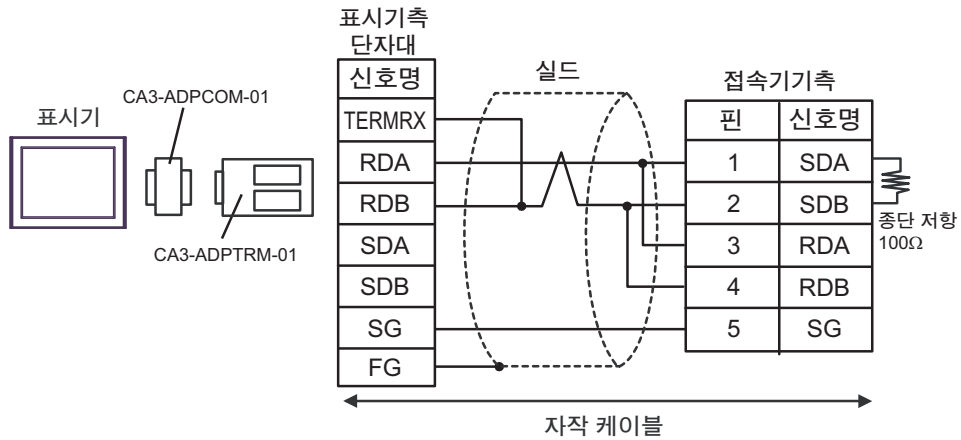 표시기
CA3-ADPCOM-01
CA3-ADPTRM-01
표시기측
단자대
신호명
TERMRX
RDA
RDB
SDA
SDB
SG
FG
실드
접속기기측
핀 신호명
1 SDA
2 SDB
3 RDA
4 RDB
5 SG
종단 저항
100Ω
자작 케이블